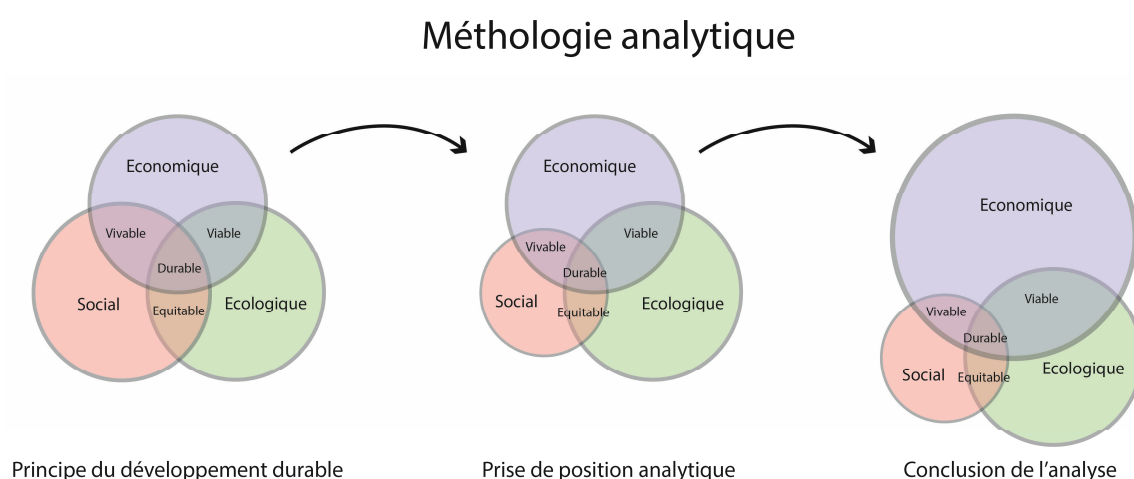 Méthologie analytique
Economique
Vivable
Viable
Durable
Social
Equitable
Ecologique
Principe du développement durable
Economique
Vivable
Viable
Durable
Social
Equitable
Ecologique
Prise de position analytique
Economique
Viable
Vivable
Durable
Social
Equitable
Ecologique
Conclusion de l'analyse